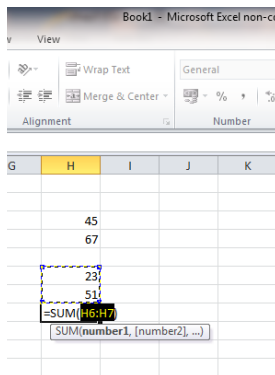 Book1 - Microsoft Excel non-co
View
Wrap Text
General
Merge & Center
% ,
Alignment
Number
G H I J K
45
67
23
51
=SUM(H6:H7)
SUM(number1, [number2], ...)